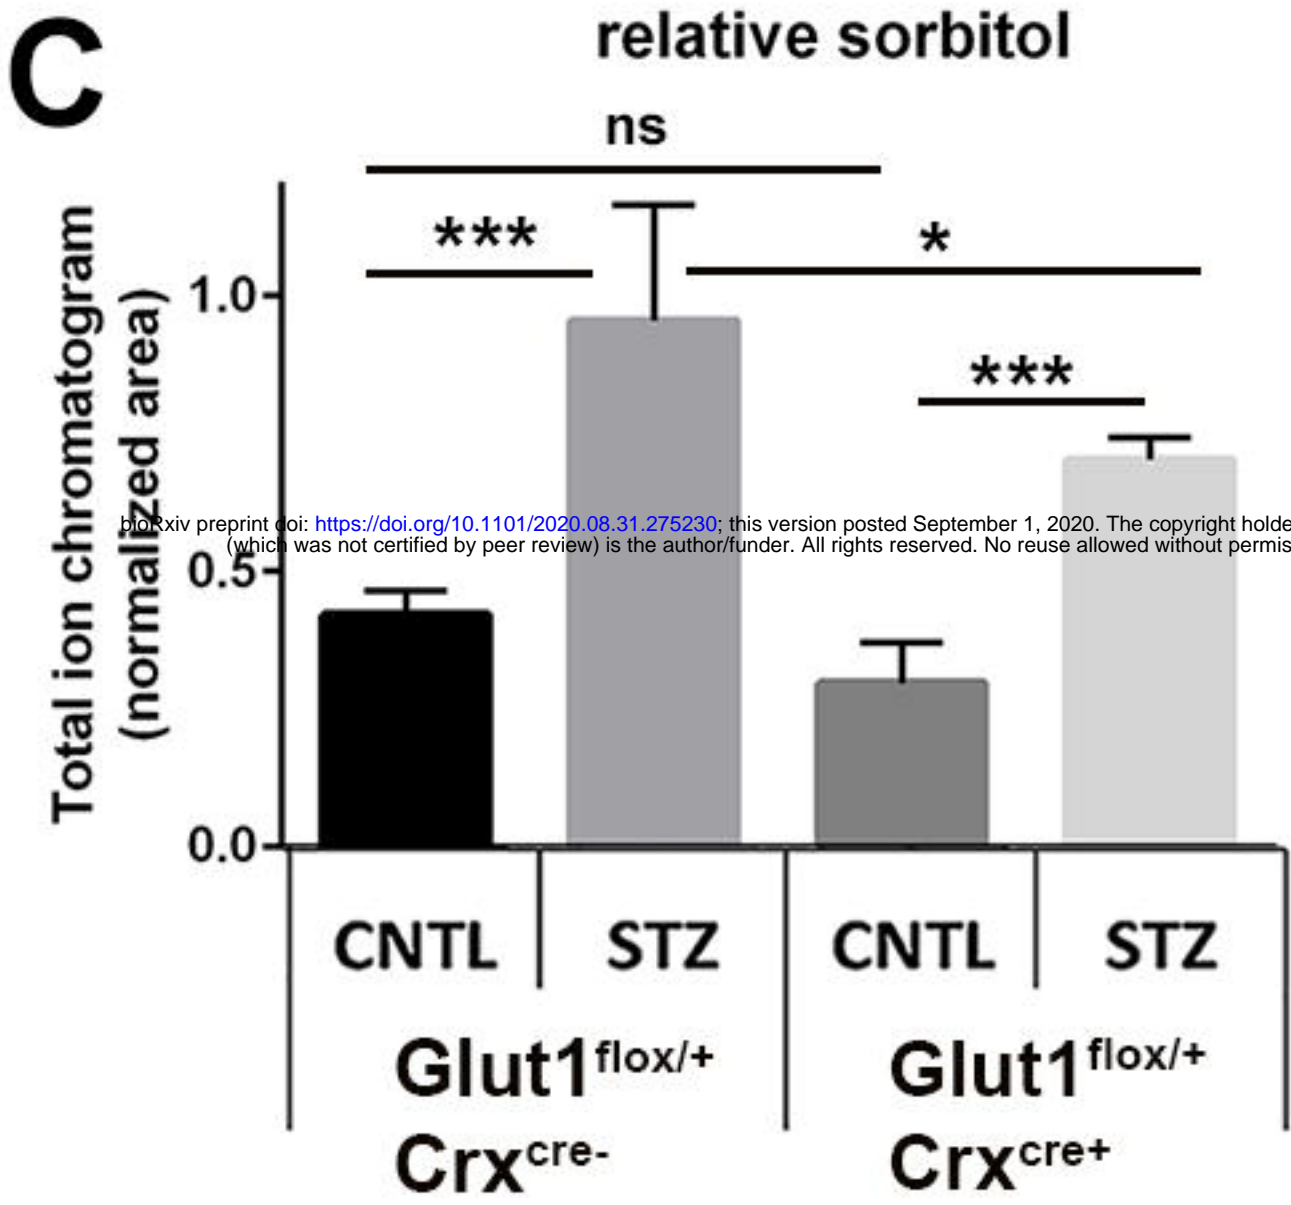 C
relative sorbitol
ns
***
*
***
Total ion chromatogram
(normalized area)
1.0
0.5
0.0
bioRxiv preprint doi: https://doi.org/10.1101/2020.08.31.275230; this version posted September 1, 2020. The copyright holde
(which was not certified by peer review) is the author/funder. All rights reserved. No reuse allowed without permis
CNTL STZ CNTL STZ
Glut1flox/+ Glut1flox/+
Crxcre- Crxcre+